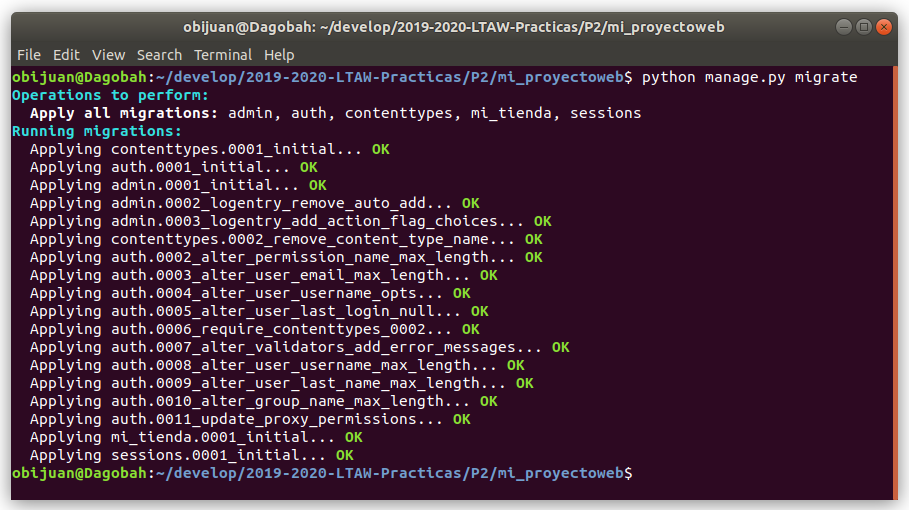 obijuan@Dagobah: ~/develop/2019-2020-LTAW-Practicas/P2/mi_proyectoweb
File Edit View Search Terminal Help
obijuan@Dagobah:~/develop/2019-2020-LTAW-Practicas/P2/mi_proyectoweb$ python manage.py migrate
Operations to perform:
  Apply all migrations: admin, auth, contenttypes, mi_tienda, sessions
Running migrations:
  Applying contenttypes.0001_initial... OK
  Applying auth.0001_initial... OK
  Applying admin.0001_initial... OK
  Applying admin.0002_logentry_remove_auto_add... OK
  Applying admin.0003_logentry_add_action_flag_choices... OK
  Applying contenttypes.0002_remove_content_type_name... OK
  Applying auth.0002_alter_permission_name_max_length... OK
  Applying auth.0003_alter_user_email_max_length... OK
  Applying auth.0004_alter_user_username_opts... OK
  Applying auth.0005_alter_user_last_login_null... OK
  Applying auth.0006_require_contenttypes_0002... OK
  Applying auth.0007_alter_validators_add_error_messages... OK
  Applying auth.0008_alter_user_username_max_length... OK
  Applying auth.0009_alter_user_last_name_max_length... OK
  Applying auth.0010_alter_group_name_max_length... OK
  Applying auth.0011_update_proxy_permissions... OK
  Applying mi_tienda.0001_initial... OK
  Applying sessions.0001_initial... OK
obijuan@Dagobah:~/develop/2019-2020-LTAW-Practicas/P2/mi_proyectoweb$